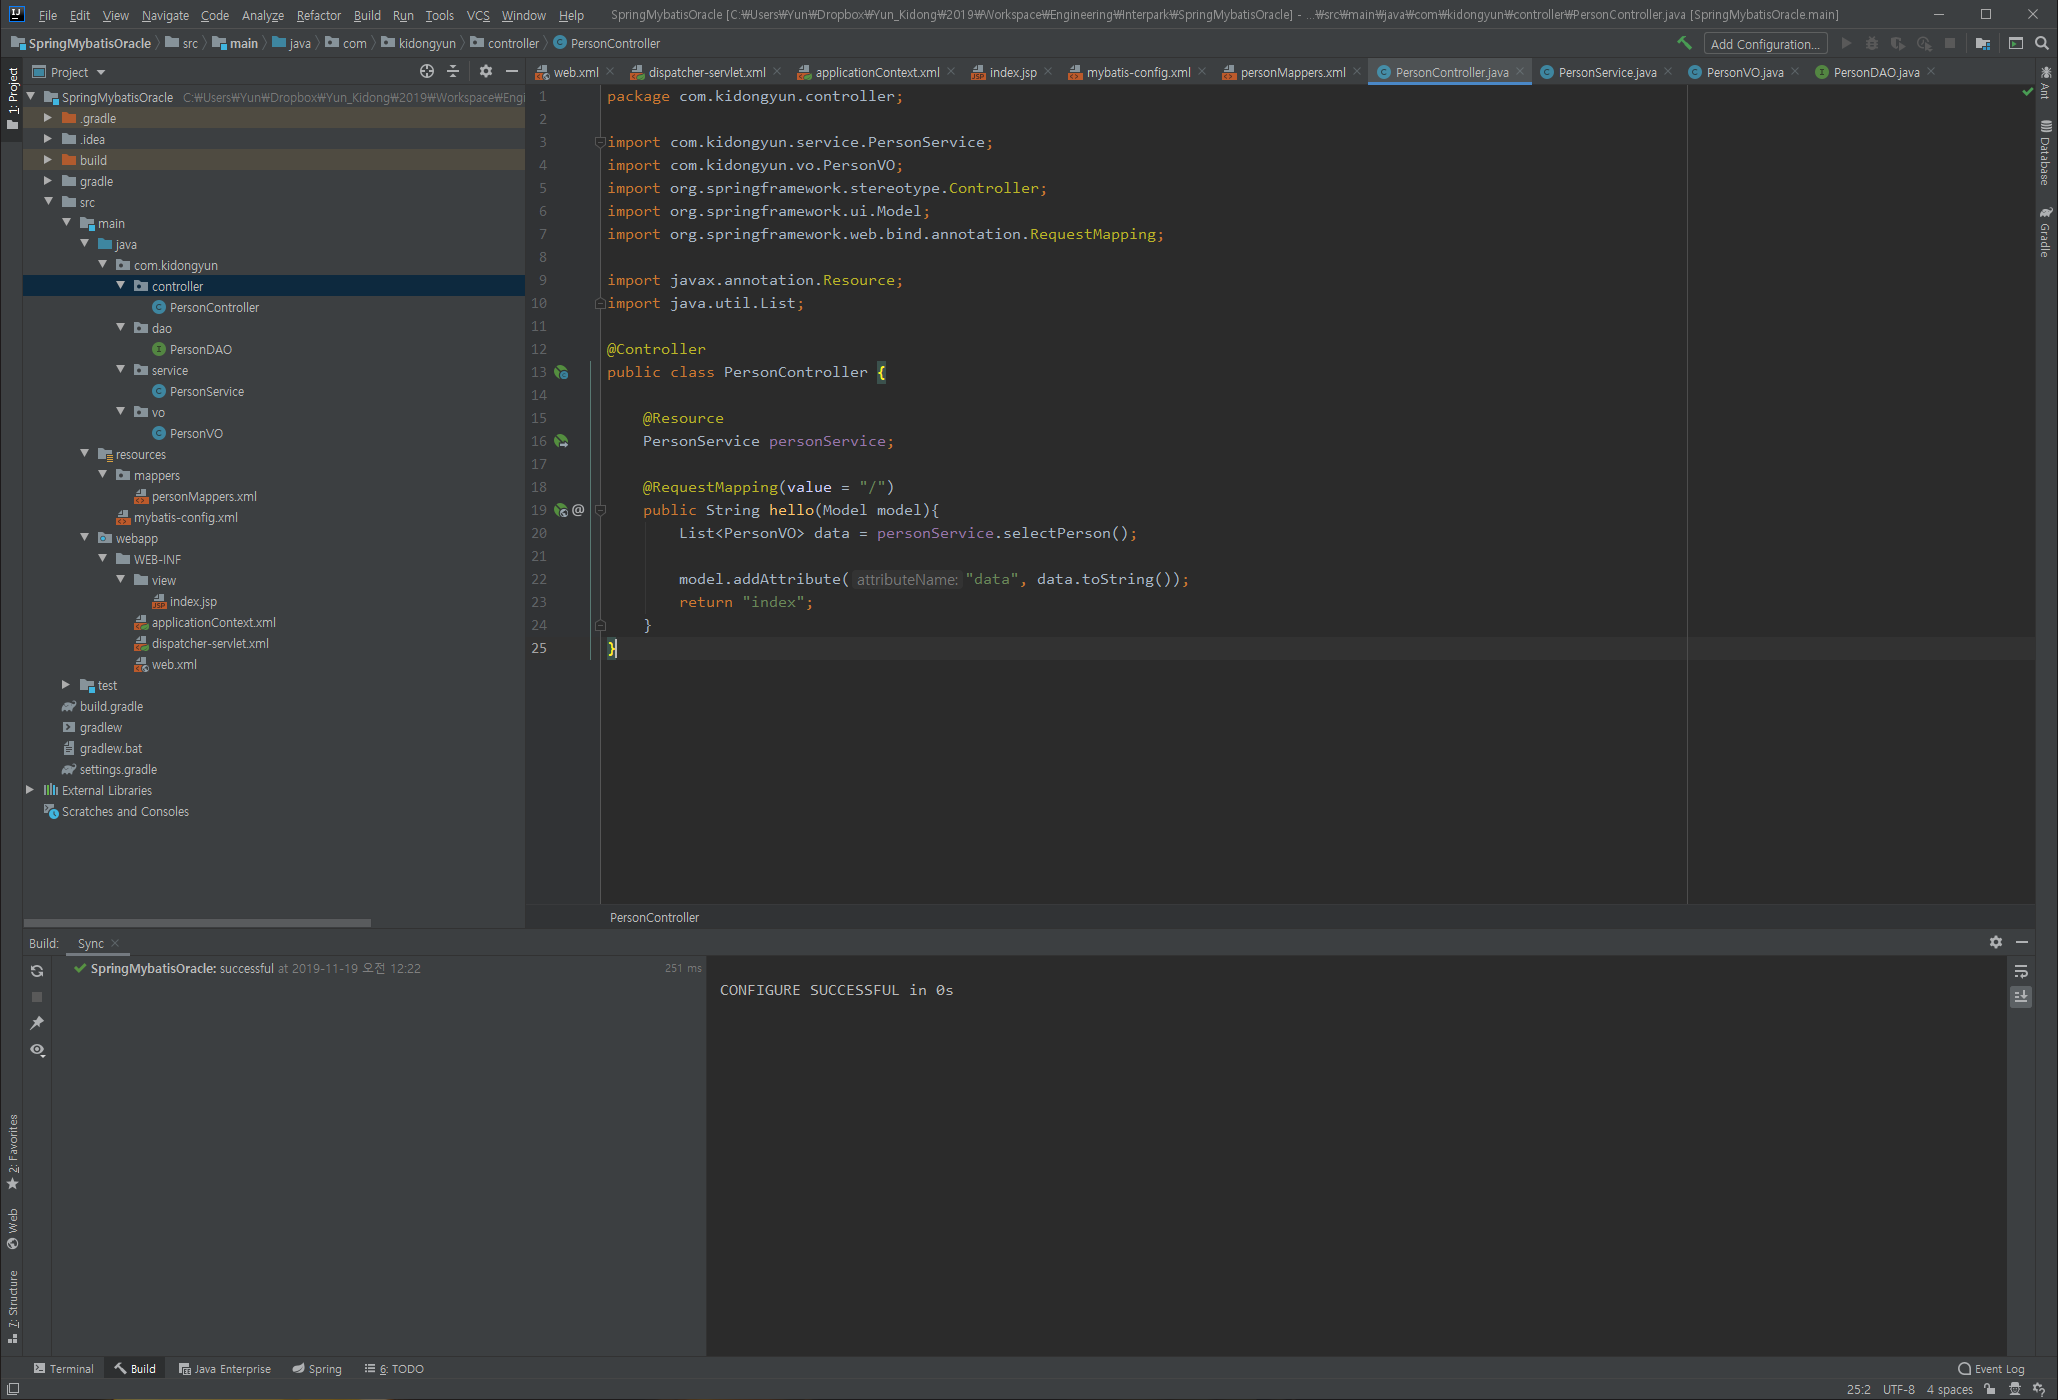 File Edit View Navigate Code Analyze Refactor Build Run Tools VCS Window Help SpringMybatisOracle [C:₩Users₩Yun₩Dropbox₩Yun_Kidong₩2019₩Workspace₩Engineering₩Interpark₩SpringMybatisOracle] - ...₩src₩main₩java₩com₩kidongyun₩controller₩PersonController.java [SpringMybatisOracle.main]
SpringMybatisOracle src main java com kidongyun controller PersonController Add Configuration...
Project
web.xml dispatcher-servlet.xml applicationContext.xml index.jsp mybatis-config.xml personMappers.xml PersonController.java PersonService.java PersonVO.java PersonDAO.java
SpringMybatisOracle C:₩Users₩Yun₩Dropbox₩Yun_Kidong₩2019₩Workspace₩Engi
.gradle
.idea
build
gradle
src
main
java
com.kidongyun
controller
PersonController
dao
PersonDAO
service
PersonService
vo
PersonVO
resources
mappers
personMappers.xml
mybatis-config.xml
webapp
WEB-INF
view
index.jsp
applicationContext.xml
dispatcher-servlet.xml
web.xml
test
build.gradle
gradlew
gradlew.bat
settings.gradle
External Libraries
Scratches and Consoles
1 package com.kidongyun.controller;
2
3 import com.kidongyun.service.PersonService;
4 import com.kidongyun.vo.PersonVO;
5 import org.springframework.stereotype.Controller;
6 import org.springframework.ui.Model;
7 import org.springframework.web.bind.annotation.RequestMapping;
8
9 import javax.annotation.Resource;
10 import java.util.List;
11
12 @Controller
13 public class PersonController {
14
15 @Resource
16 PersonService personService;
17
18 @RequestMapping(value = "/")
19 @ public String hello(Model model){
20 List<PersonVO> data = personService.selectPerson();
21
22 model.addAttribute( attributeName: "data", data.toString());
23 return "index";
24 }
25 }
PersonController
1: Project
2: Favorites
Web
7: Structure
Ant
Database
Gradle
Build: Sync
SpringMybatisOracle: successful at 2019-11-19 오전 12:22 251 ms
CONFIGURE SUCCESSFUL in 0s
Terminal Build Java Enterprise Spring 6: TODO Event Log
25:2 UTF-8 4 spaces